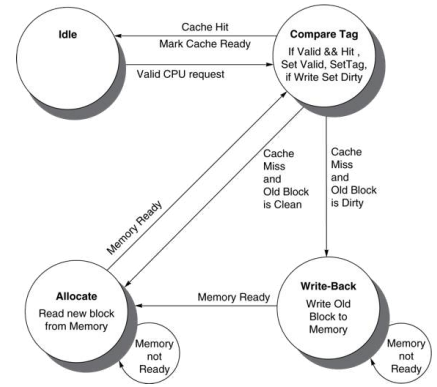 Idle
Cache Hit
Mark Cache Ready
Valid CPU request
Compare Tag
If Valid && Hit ,
Set Valid, SetTag,
if Write Set Dirty
Cache
Miss
and
Old Block
is Clean
Cache
Miss
and
Old Block
is Dirty
Memory Ready
Allocate
Read new block
from Memory
Memory Ready
Write-Back
Write Old
Block to
Memory
Memory
not
Ready
Memory
not
Ready